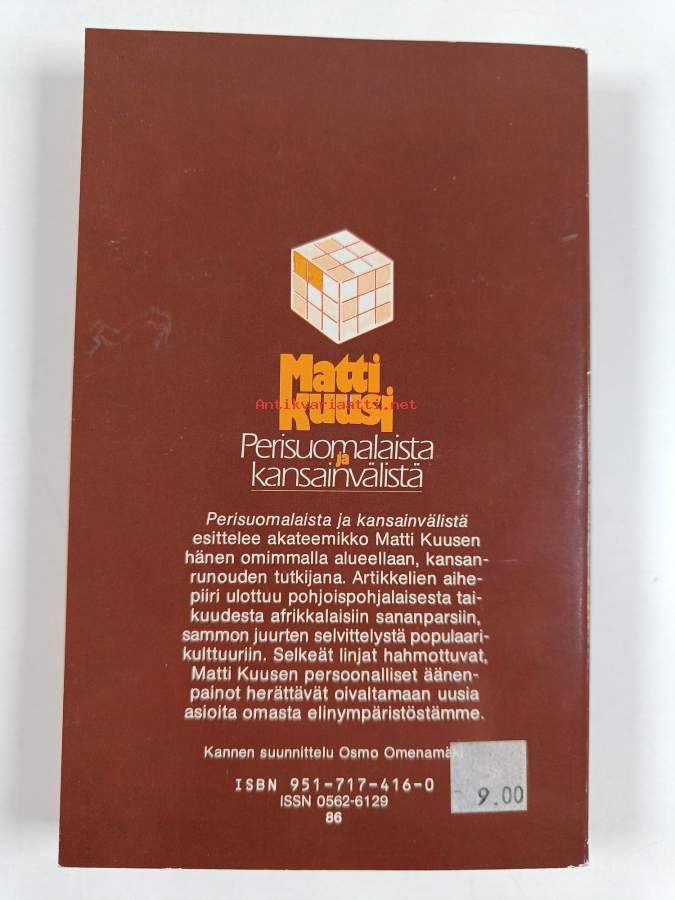 Matti
Kuusi
Antikvariaatti.net
Perisuomalaista
ja
kansainvälistä
Perisuomalaista ja kansainvälistä
esittelee akateemikko Matti Kuusen
hänen omimmalla alueellaan, kansan-
runouden tutkijana. Artikkelien aihe-
piiri ulottuu pohjoispohjalaisesta tai-
kuudesta afrikkalaisiin sananparsiin,
sammon juurten selvittelystä populaari-
kulttuuriin. Selkeät linjat hahmottuvat,
Matti Kuusen persoonalliset äänen-
painot herättävät oivaltamaan uusia
asioita omasta elinympäristöstämme.
Kannen suunnittelu Osmo Omenamäki
ISBN 951-717-416-0
ISSN 0562-6129
86
9.00